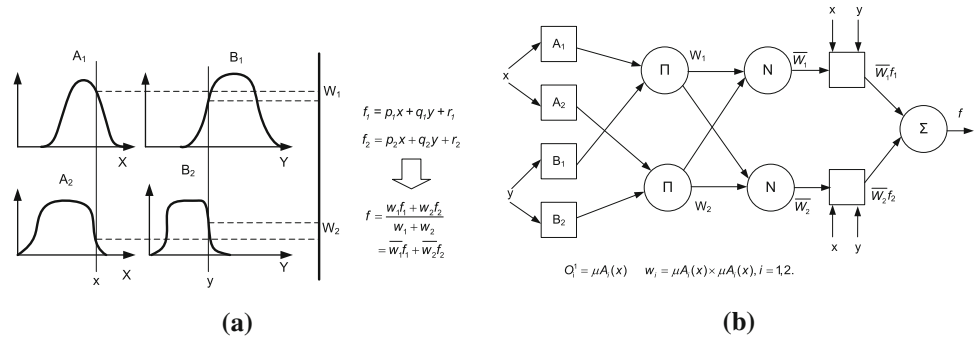 A₁
B₁
W₁
X
Y
A₂
B₂
W₂
x
X
y
Y
f₁ = p₁x + q₁y + r₁
f₂ = p₂x + q₂y + r₂
f = (w₁f₁ + w₂f₂) / (w₁ + w₂)
= w̅₁f₁ + w̅₂f₂
(a)
x y
A₁
A₂
B₁
B₂
x
y
Π
Π
W₁
W₂
N
N
W̅₁
W̅₂
W̅₁f₁
W̅₂f₂
Σ
f
x y
Oᵢ¹ = μAᵢ(x) wᵢ = μAᵢ(x) × μAᵢ(x), i = 1,2.
(b)